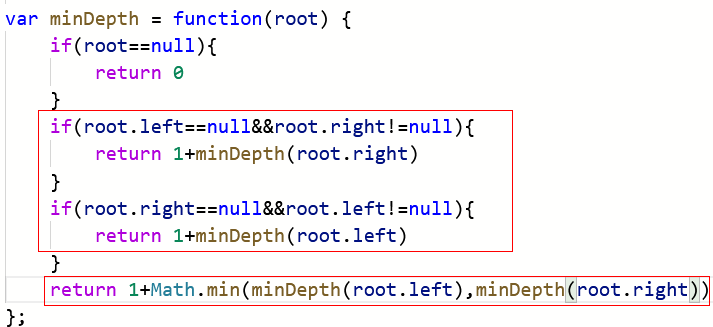 var minDepth = function(root) {
    if(root==null){
        return 0
    }
    if(root.left==null&&root.right!=null){
        return 1+minDepth(root.right)
    }
    if(root.right==null&&root.left!=null){
        return 1+minDepth(root.left)
    }
    return 1+Math.min(minDepth(root.left),minDepth(root.right))
};